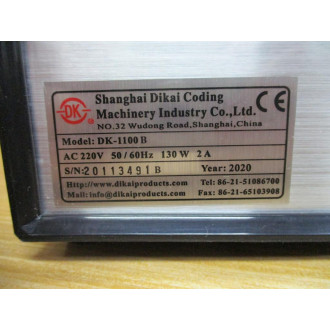 Shanghai Dikai Coding
Machinery Industry Co.,Ltd.
NO.32 Wudong Road,Shanghai,China
DK
CE
Model: DK-1100B
AC 220V 50/60Hz 130W 2A
S/N: 20113491B Year: 2020
Http://www.dikaiproducts.com Tel: 86-21-51086700
Mail: info@dikaiproducts.com Fax: 86-21-65103908